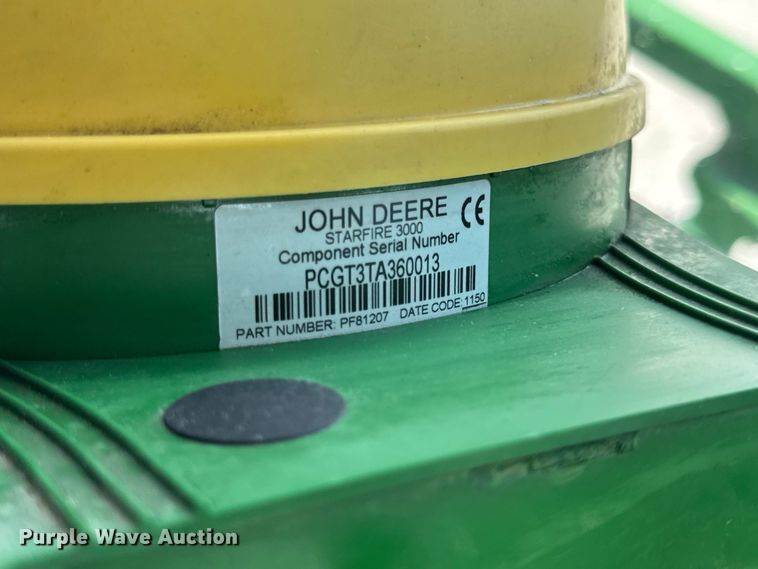 JOHN DEERE CE
STARFIRE 3000
Component Serial Number
PCGT3TA360013
PART NUMBER: PF81207 DATE CODE: 1150
Purple Wave Auction